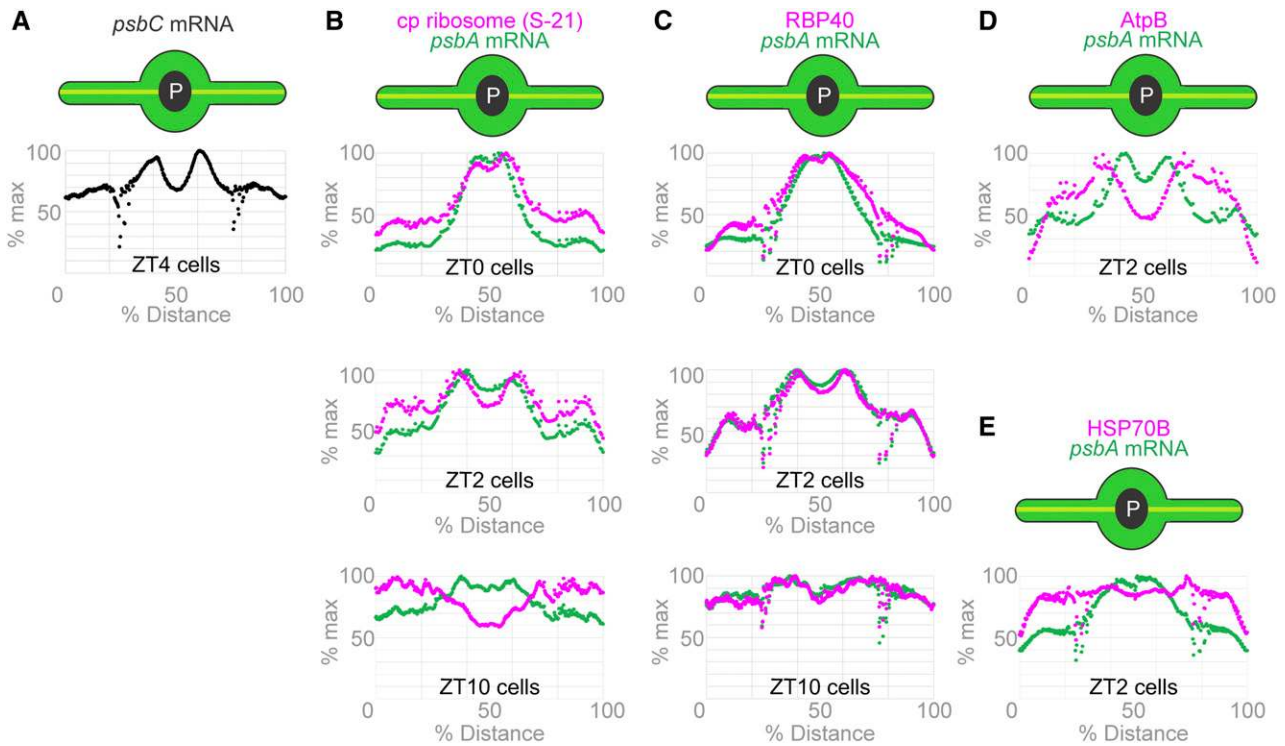 A
psbC mRNA
P
100
50
% max
ZT4 cells
0
50
100
% Distance
B
cp ribosome (S-21)
psbA mRNA
P
100
50
% max
ZT0 cells
0
50
100
% Distance
100
50
% max
ZT2 cells
0
50
100
% Distance
100
50
% max
ZT10 cells
0
50
100
% Distance
C
RBP40
psbA mRNA
P
100
50
% max
ZT0 cells
0
50
100
% Distance
100
50
% max
ZT2 cells
0
50
100
% Distance
100
50
% max
ZT10 cells
0
50
100
% Distance
D
AtpB
psbA mRNA
P
100
50
% max
ZT2 cells
0
50
100
% Distance
E
HSP70B
psbA mRNA
P
100
50
% max
ZT2 cells
0
50
100
% Distance